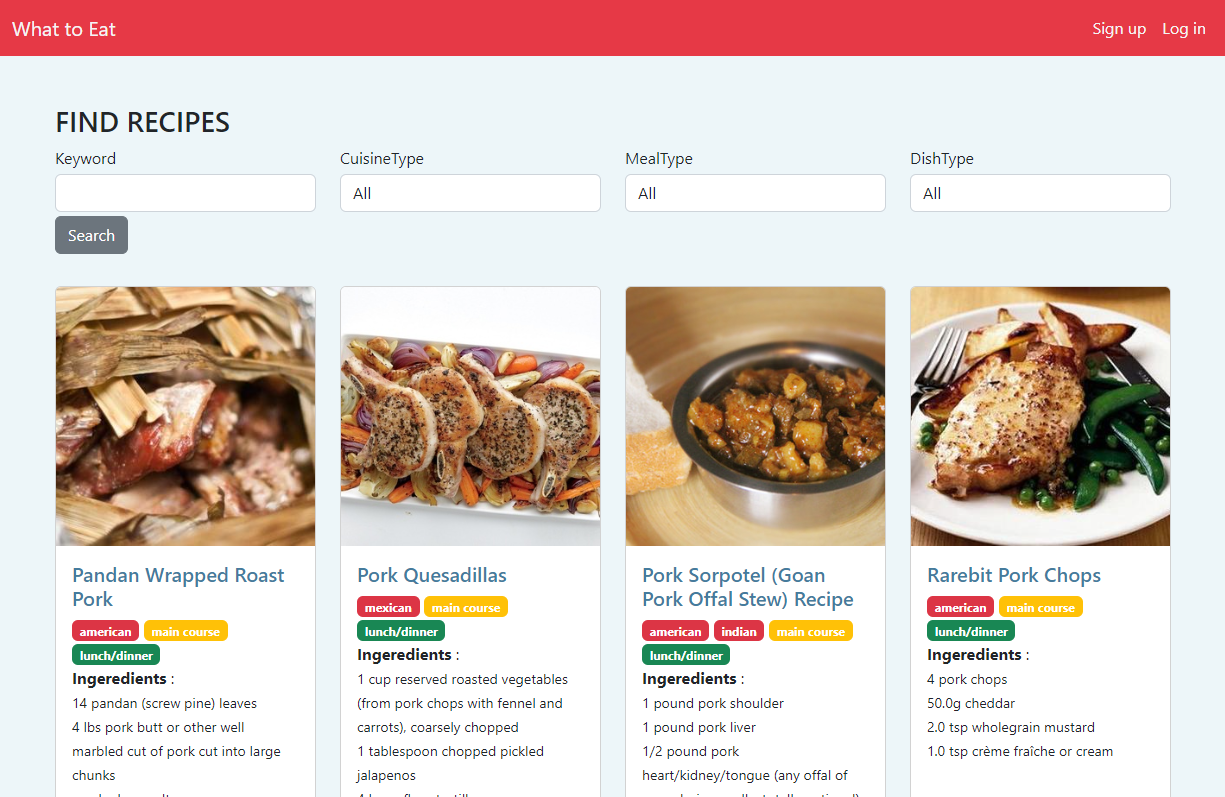 What to Eat
Sign up
Log in
FIND RECIPES
Keyword
CuisineType
MealType
DishType
All
All
All
Search
Pandan Wrapped Roast
Pork
american
main course
lunch/dinner
Ingeredients :
14 pandan (screw pine) leaves
4 lbs pork butt or other well
marbled cut of pork cut into large
chunks
Pork Quesadillas
mexican
main course
lunch/dinner
Ingeredients :
1 cup reserved roasted vegetables
(from pork chops with fennel and
carrots), coarsely chopped
1 tablespoon chopped pickled
jalapenos
Pork Sorpotel (Goan
Pork Offal Stew) Recipe
american
indian
main course
lunch/dinner
Ingeredients :
1 pound pork shoulder
1 pound pork liver
1/2 pound pork
heart/kidney/tongue (any offal of
Rarebit Pork Chops
american
main course
lunch/dinner
Ingeredients :
4 pork chops
50.0g cheddar
2.0 tsp wholegrain mustard
1.0 tsp crème fraîche or cream